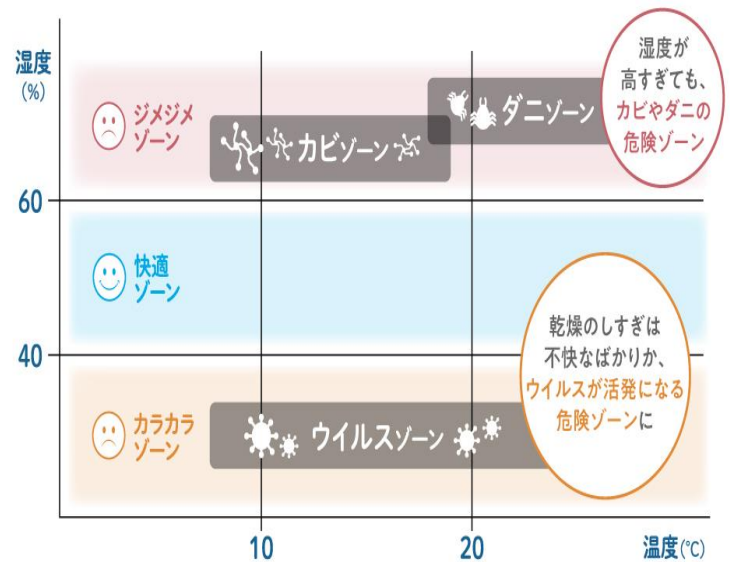 湿度
(%)
ジメジメ
ゾーン
カビゾーン
ダニゾーン
湿度が
高すぎても、
カビやダニの
危険ゾーン
60
快適
ゾーン
40
乾燥のしすぎは
不快なばかりか、
ウイルスが活発になる
危険ゾーンに
カラカラ
ゾーン
ウイルスゾーン
10
20
温度(℃)